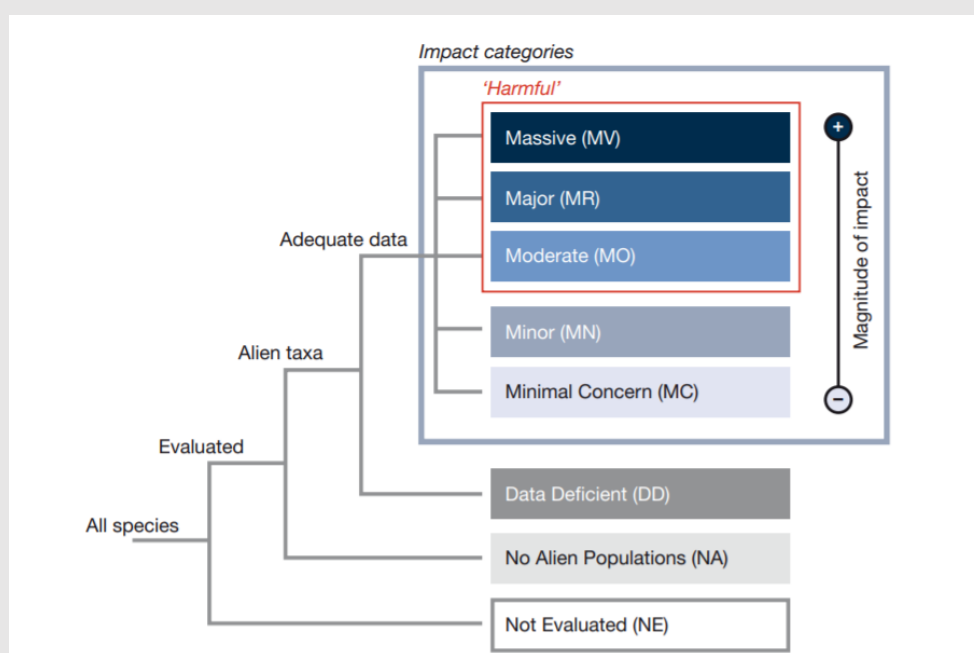 Impact categories
‘Harmful’
Massive (MV)
+
Major (MR)
Adequate data
Moderate (MO)
Magnitude of impact
Minor (MN)
Alien taxa
Minimal Concern (MC)
−
Evaluated
Data Deficient (DD)
All species
No Alien Populations (NA)
Not Evaluated (NE)